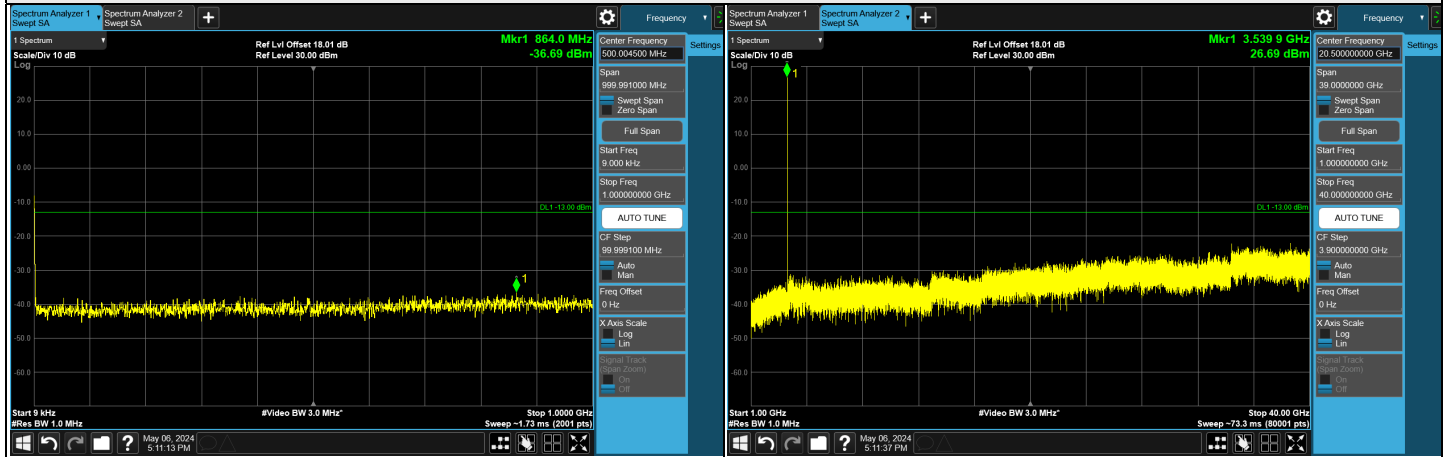 Spectrum Analyzer 1
Swept SA
Spectrum Analyzer 2
Swept SA
+
Frequency
1 Spectrum
Scale/Div 10 dB
Log
Ref Lvl Offset 18.01 dB
Ref Level 30.00 dBm
Mkr1 864.0 MHz
-36.69 dBm
Center Frequency
500.004500 MHz
Settings
Span
999.991000 MHz
Swept Span
Zero Span
Full Span
Start Freq
9.000 kHz
Stop Freq
1.000000000 GHz
AUTO TUNE
CF Step
99.999100 MHz
Auto
Man
Freq Offset
0 Hz
X Axis Scale
Log
Lin
Signal Track
(Span Zoom)
On
Off
20.0
10.0
0.00
-10.0
-20.0
-30.0
-40.0
-50.0
-60.0
DL1 -13.00 dBm
1
Start 9 kHz
#Res BW 1.0 MHz
#Video BW 3.0 MHz*
Stop 1.0000 GHz
Sweep ~1.73 ms (2001 pts)
?
May 06, 2024
5:11:13 PM
Spectrum Analyzer 1
Swept SA
Spectrum Analyzer 2
Swept SA
+
Frequency
1 Spectrum
Scale/Div 10 dB
Log
Ref Lvl Offset 18.01 dB
Ref Level 30.00 dBm
Mkr1 3.539 9 GHz
26.69 dBm
Center Frequency
20.500000000 GHz
Settings
Span
39.0000000 GHz
Swept Span
Zero Span
Full Span
Start Freq
1.000000000 GHz
Stop Freq
40.000000000 GHz
AUTO TUNE
CF Step
3.900000000 GHz
Auto
Man
Freq Offset
0 Hz
X Axis Scale
Log
Lin
Signal Track
(Span Zoom)
On
Off
20.0
10.0
0.00
-10.0
-20.0
-30.0
-40.0
-50.0
-60.0
DL1 -13.00 dBm
1
Start 1.00 GHz
#Res BW 1.0 MHz
#Video BW 3.0 MHz*
Stop 40.00 GHz
Sweep ~73.3 ms (80001 pts)
?
May 06, 2024
5:11:37 PM